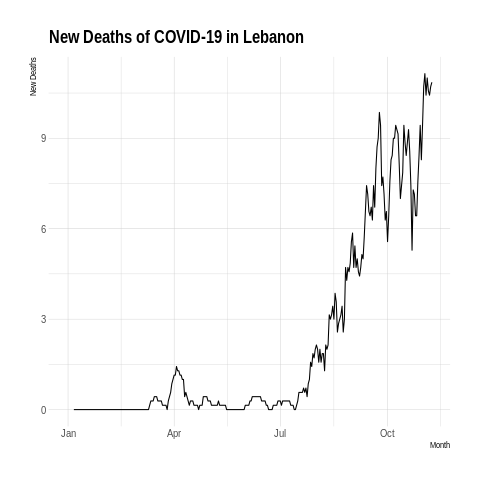 New Deaths of COVID-19 in Lebanon
New Deaths
9
6
3
0
Jan Apr Jul Oct
Month